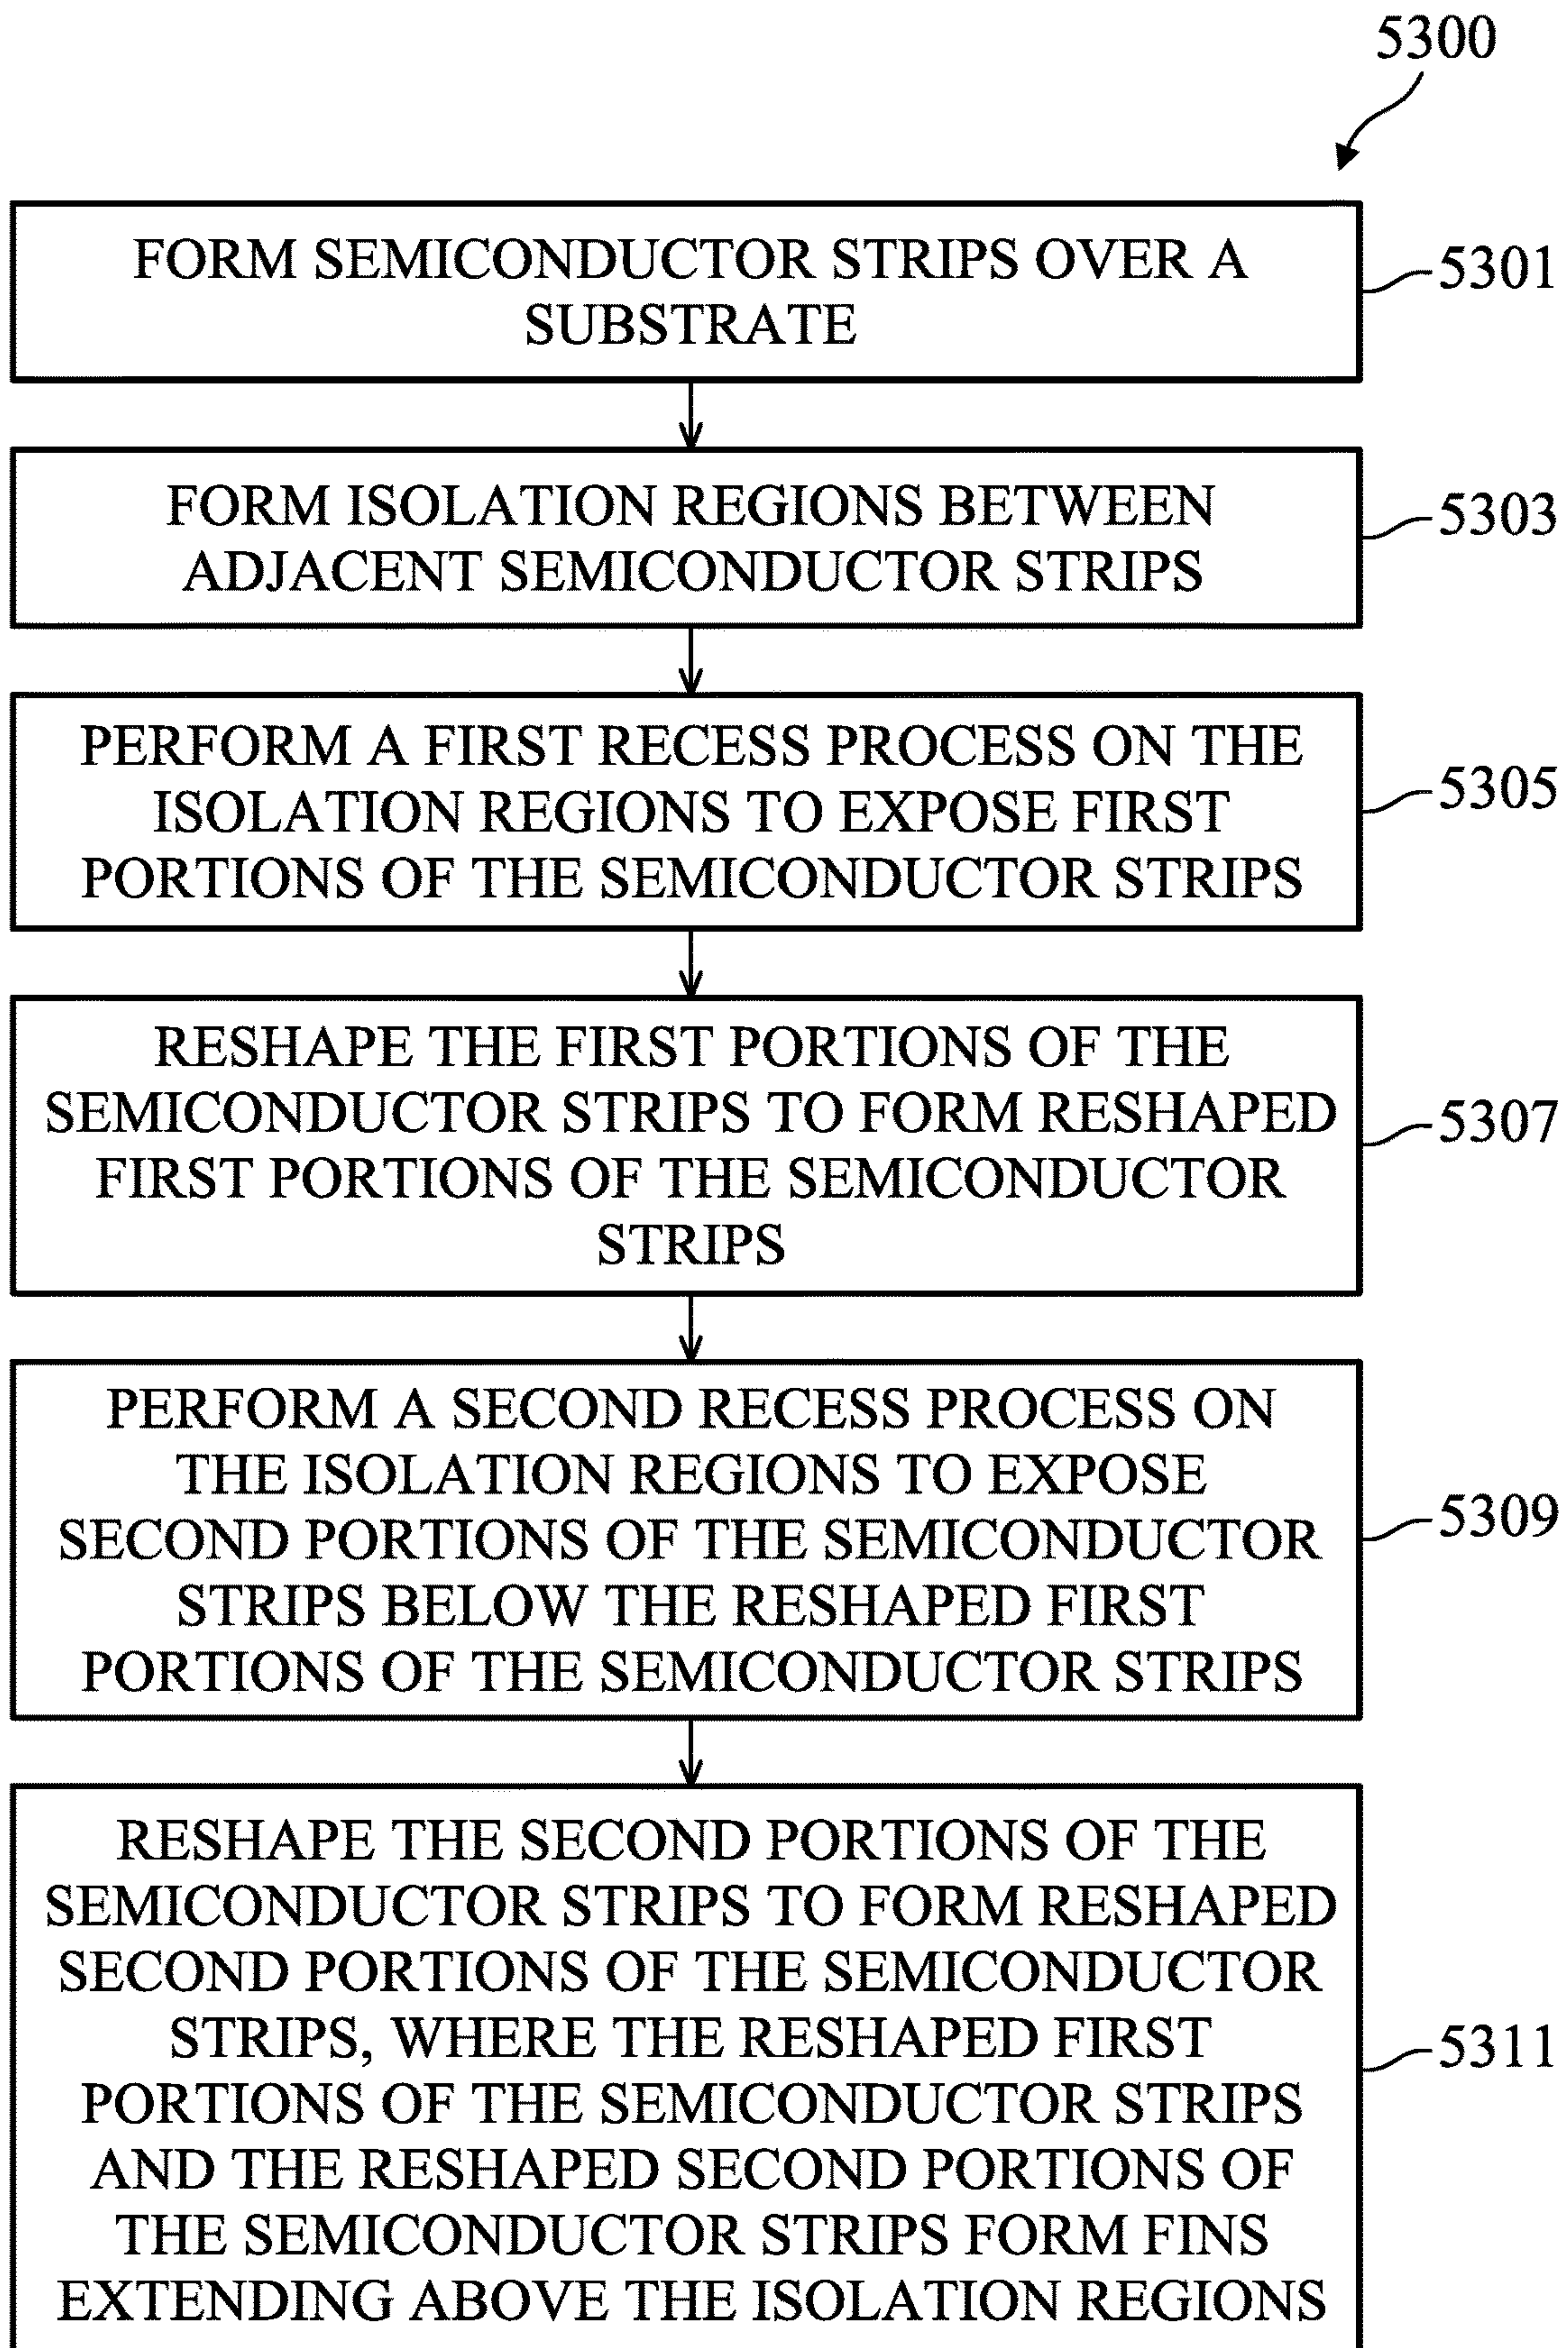 5300
FORM SEMICONDUCTOR STRIPS OVER A
SUBSTRATE
5301
FORM ISOLATION REGIONS BETWEEN
ADJACENT SEMICONDUCTOR STRIPS
5303
PERFORM A FIRST RECESS PROCESS ON THE
ISOLATION REGIONS TO EXPOSE FIRST
PORTIONS OF THE SEMICONDUCTOR STRIPS
5305
RESHAPE THE FIRST PORTIONS OF THE
SEMICONDUCTOR STRIPS TO FORM RESHAPED
FIRST PORTIONS OF THE SEMICONDUCTOR
STRIPS
5307
PERFORM A SECOND RECESS PROCESS ON
THE ISOLATION REGIONS TO EXPOSE
SECOND PORTIONS OF THE SEMICONDUCTOR
STRIPS BELOW THE RESHAPED FIRST
PORTIONS OF THE SEMICONDUCTOR STRIPS
5309
RESHAPE THE SECOND PORTIONS OF THE
SEMICONDUCTOR STRIPS TO FORM RESHAPED
SECOND PORTIONS OF THE SEMICONDUCTOR
STRIPS, WHERE THE RESHAPED FIRST
PORTIONS OF THE SEMICONDUCTOR STRIPS
AND THE RESHAPED SECOND PORTIONS OF
THE SEMICONDUCTOR STRIPS FORM FINS
EXTENDING ABOVE THE ISOLATION REGIONS
5311